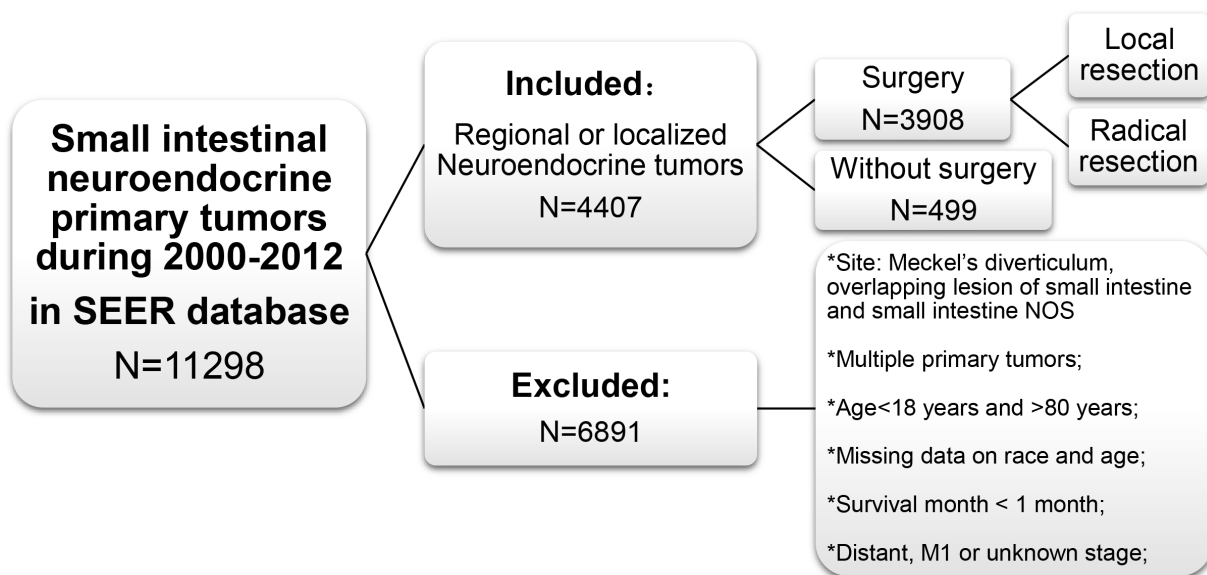 Small intestinal
neuroendocrine
primary tumors
during 2000-2012
in SEER database
N=11298
Included:
Regional or localized
Neuroendocrine tumors
N=4407
Surgery
N=3908
Local
resection
Radical
resection
Without surgery
N=499
Excluded:
N=6891
*Site: Meckel’s diverticulum,
overlapping lesion of small intestine
and small intestine NOS
*Multiple primary tumors;
*Age<18 years and >80 years;
*Missing data on race and age;
*Survival month < 1 month;
*Distant, M1 or unknown stage;